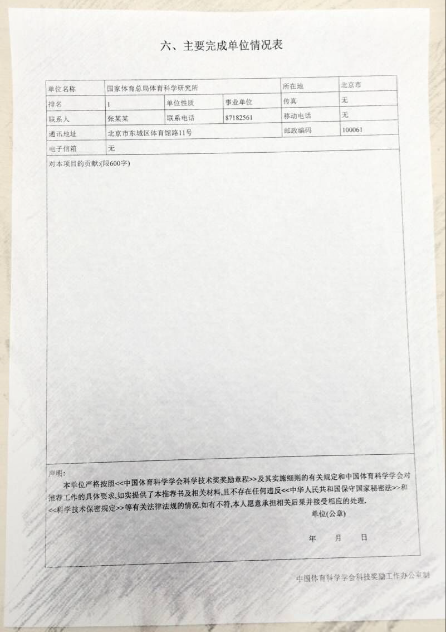 六、主要完成单位情况表
单位名称 国家体育总局体育科学研究所 所在地 北京市
排名 1 单位性质 事业单位 传真 无
联系人 张某某 联系电话 87182561 移动电话 无
通讯地址 北京市东城区体育馆路11号 邮政编码 100061
电子信箱 无
对本项目的贡献:(限600字)
声明:
本单位严格按照<<中国体育科学学会科学技术奖奖励章程>>及其实施细则的有关规定和中国体育科学学会对
推荐工作的具体要求,如实提供了本推荐书及相关材料,且不存在任何违反<<中华人民共和国保守国家秘密法>>和
<<科学技术保密规定>>等有关法律法规的情况,如有不符,本人愿意承担相关后果并接受相应的处理。
单位(公章)
年 月 日
中国体育科学学会科技奖励工作办公室制